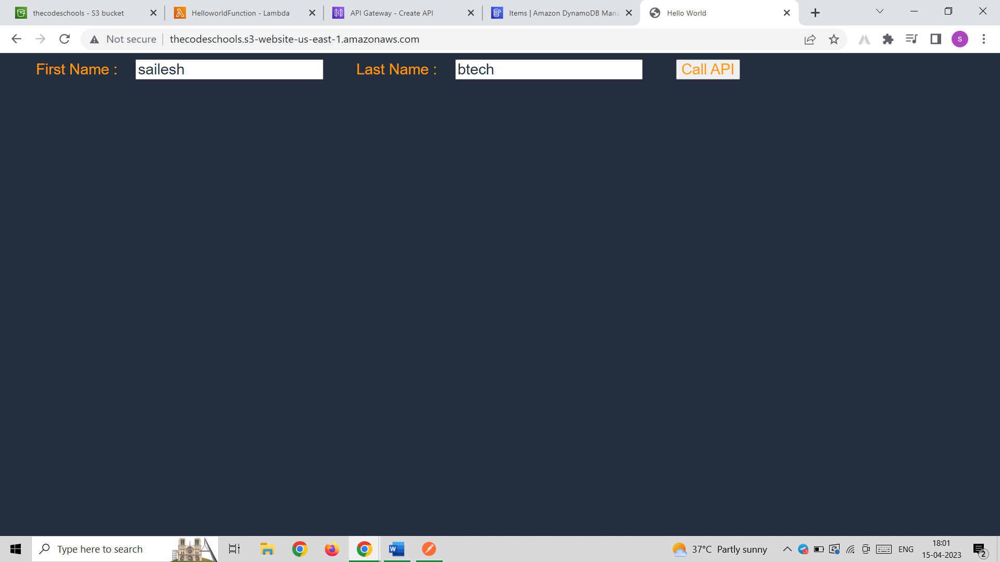 thecodeschools - S3 bucket
HelloworldFunction - Lambda
API Gateway - Create API
Items | Amazon DynamoDB Mana
Hello World
Not secure
thecodeschools.s3-website-us-east-1.amazonaws.com
S
First Name : sailesh Last Name : btech Call API
Type here to search
W
37°C Partly sunny
ENG
18:01
15-04-2023
2